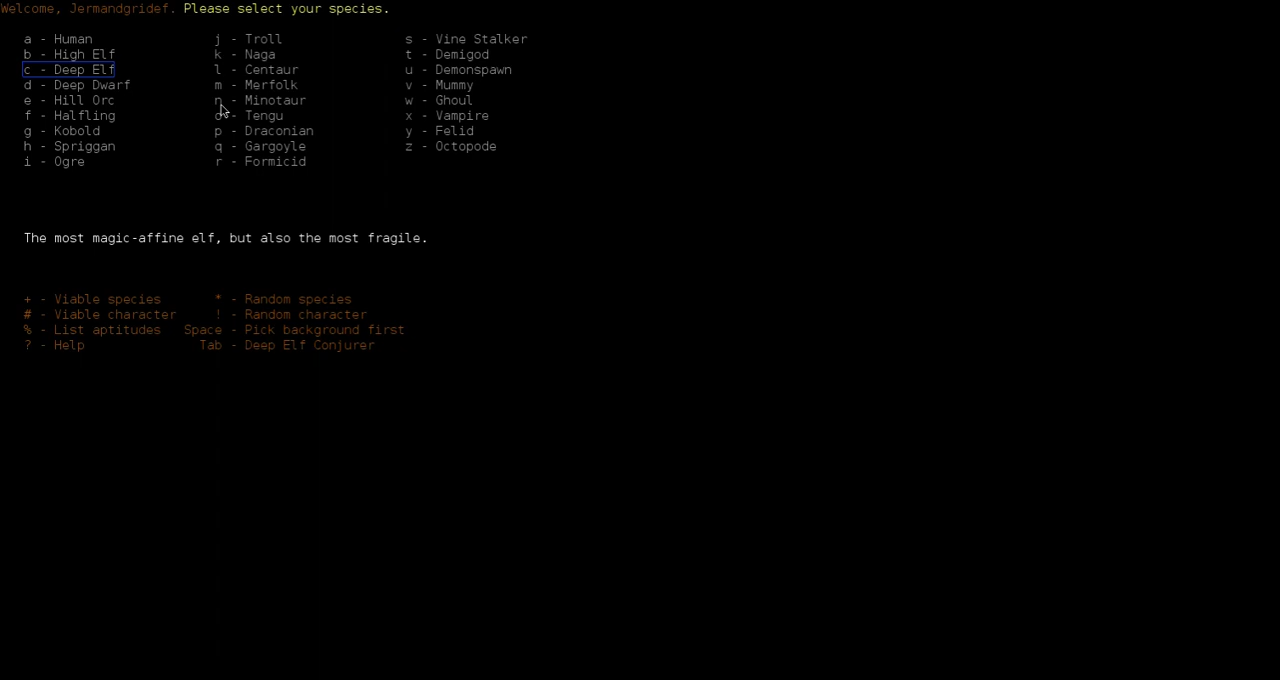 Welcome, Jermandgridef. Please select your species.
a - Human j - Troll s - Vine Stalker
b - High Elf k - Naga t - Demigod
c - Deep Elf l - Centaur u - Demonspawn
d - Deep Dwarf m - Merfolk v - Mummy
e - Hill Orc n - Minotaur w - Ghoul
f - Halfling o - Tengu x - Vampire
g - Kobold p - Draconian y - Felid
h - Spriggan q - Gargoyle z - Octopode
i - Ogre r - Formicid
The most magic-affine elf, but also the most fragile.
+ - Viable species * - Random species
# - Viable character ! - Random character
% - List aptitudes Space - Pick background first
? - Help Tab - Deep Elf Conjurer